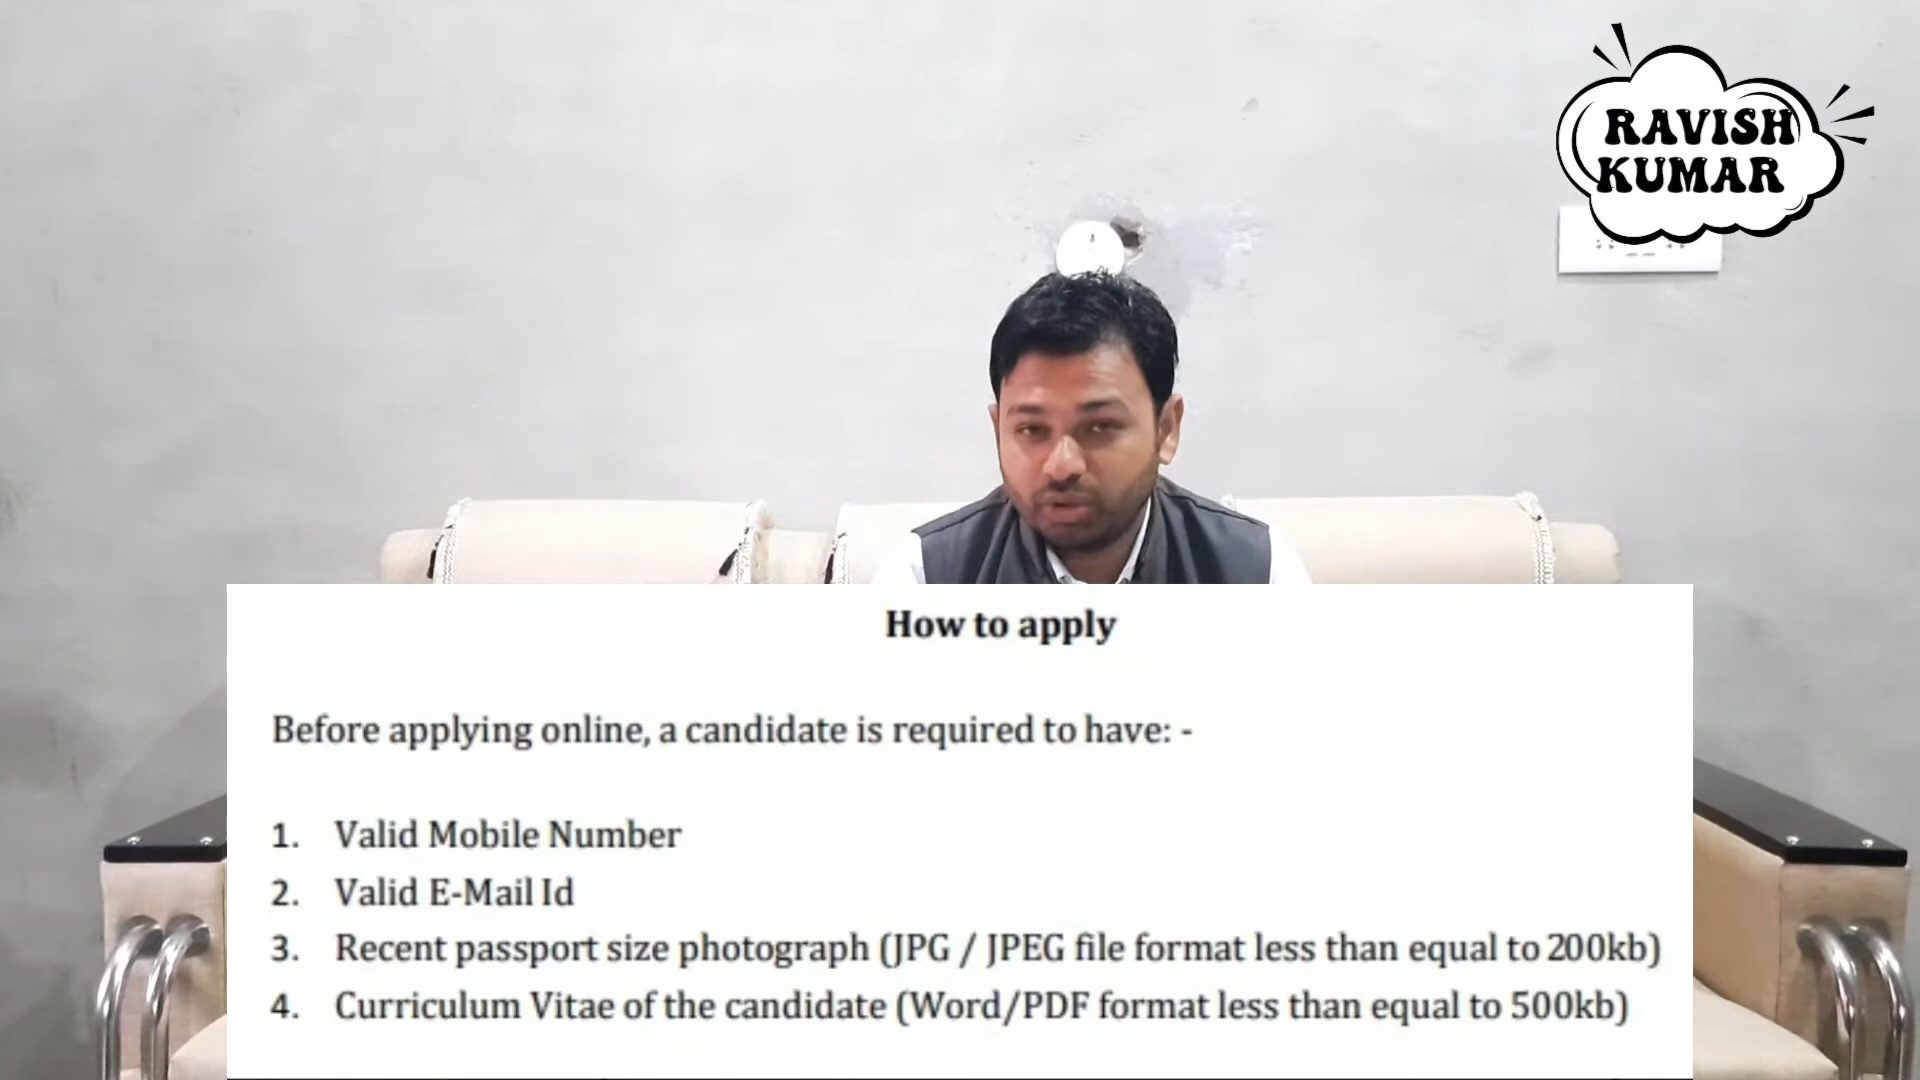 RAVISH
KUMAR
How to apply
Before applying online, a candidate is required to have: -
1. Valid Mobile Number
2. Valid E-Mail Id
3. Recent passport size photograph (JPG / JPEG file format less than equal to 200kb)
4. Curriculum Vitae of the candidate (Word/PDF format less than equal to 500kb)